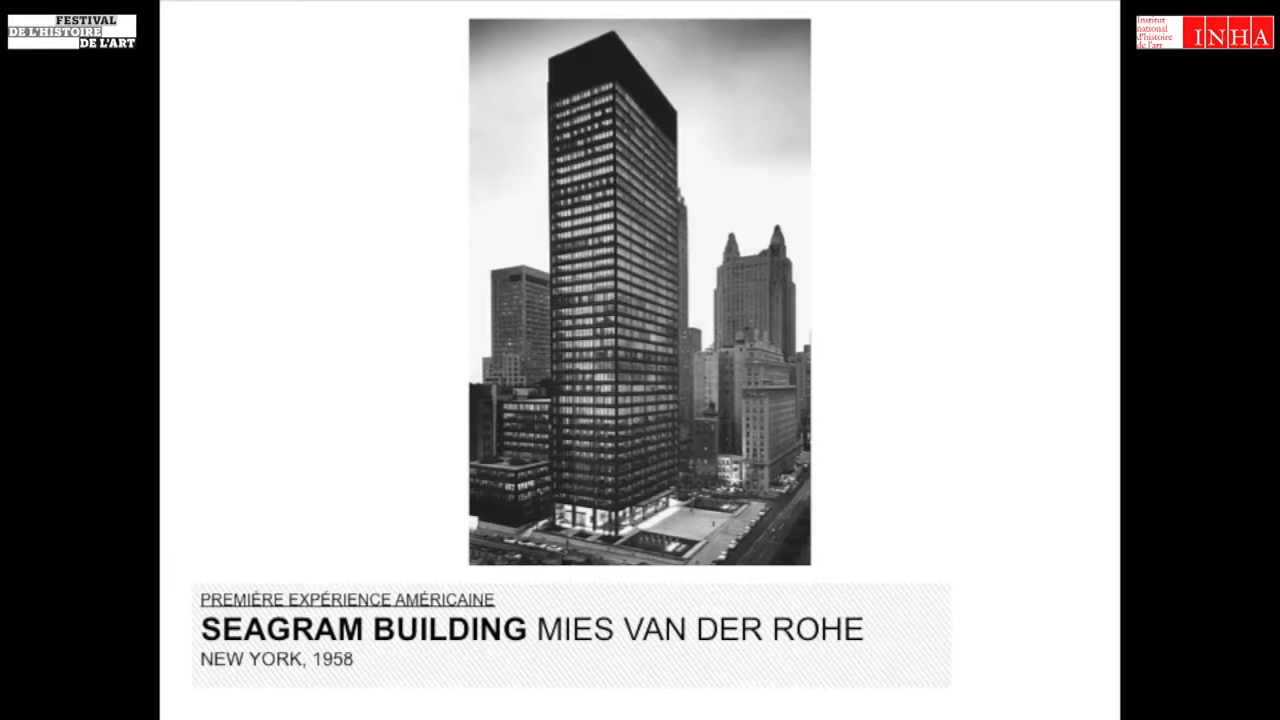 FESTIVAL
DE L'HISTOIRE
DE L'ART
Institut
national
d'histoire
de l'art
INHA
PREMIÈRE EXPÉRIENCE AMÉRICAINE
SEAGRAM BUILDING MIES VAN DER ROHE
NEW YORK, 1958